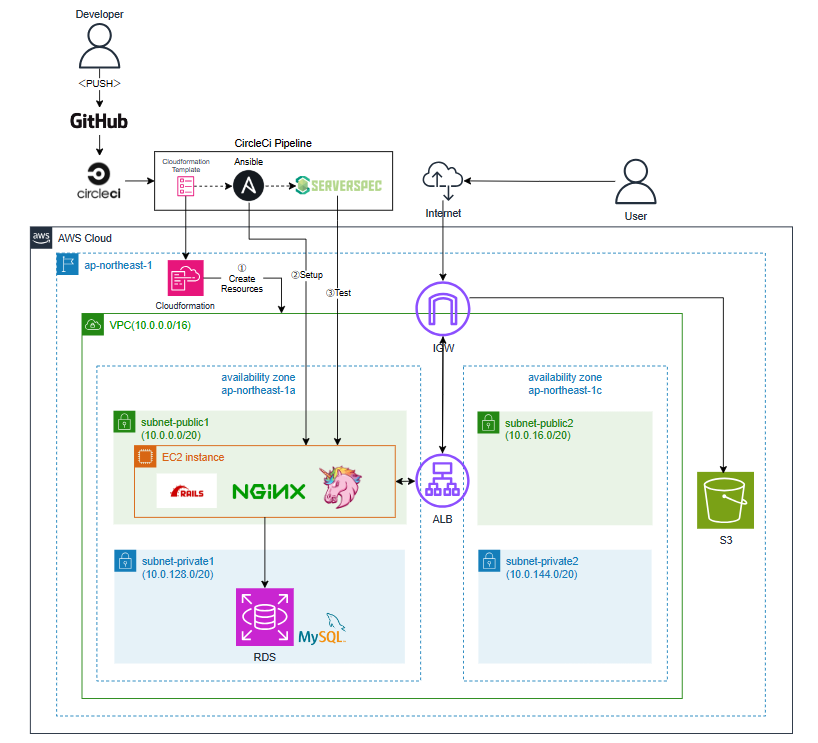 Developer
<PUSH>
GitHub
circleci
CircleCi Pipeline
Cloudformation
Template
Ansible
SERVERSPEC
Internet
User
aws
AWS Cloud
ap-northeast-1
①
Create
Resources
Cloudformation
②Setup
③Test
IGW
VPC(10.0.0.0/16)
availability zone
ap-northeast-1a
availability zone
ap-northeast-1c
subnet-public1
(10.0.0.0/20)
subnet-public2
(10.0.16.0/20)
EC2 instance
RAILS
NGINX
ALB
S3
subnet-private1
(10.0.128.0/20)
subnet-private2
(10.0.144.0/20)
MySQL
RDS